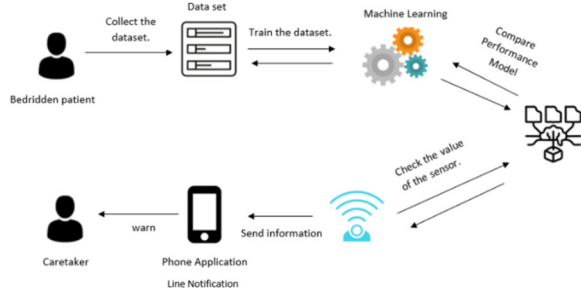 Collect the
dataset.
Data set
Train the dataset.
Machine Learning
Compare
Performance
Model
Bedridden patient
Check the value
of the sensor.
warn
Send information
Caretaker
Phone Application
Line Notification